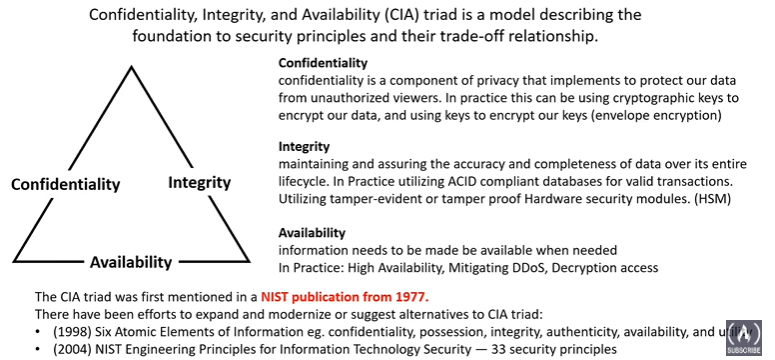 Confidentiality, Integrity, and Availability (CIA) triad is a model describing the
foundation to security principles and their trade-off relationship.
Confidentiality
Integrity
Availability
Confidentiality
confidentiality is a component of privacy that implements to protect our data
from unauthorized viewers. In practice this can be using cryptographic keys to
encrypt our data, and using keys to encrypt our keys (envelope encryption)
Integrity
maintaining and assuring the accuracy and completeness of data over its entire
lifecycle. In Practice utilizing ACID compliant databases for valid transactions.
Utilizing tamper-evident or tamper proof Hardware security modules. (HSM)
Availability
information needs to be made be available when needed
In Practice: High Availability, Mitigating DDoS, Decryption access
The CIA triad was first mentioned in a NIST publication from 1977.
There have been efforts to expand and modernize or suggest alternatives to CIA triad:
• (1998) Six Atomic Elements of Information eg. confidentiality, possession, integrity, authenticity, availability, and utility
• (2004) NIST Engineering Principles for Information Technology Security — 33 security principles
SUBSCRIBE